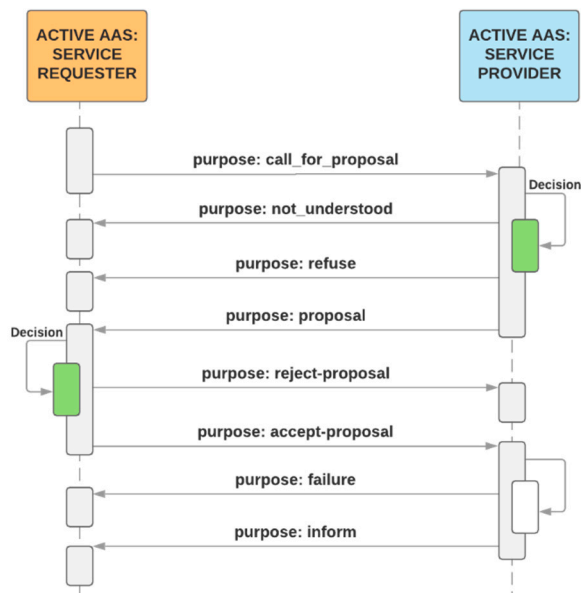 ACTIVE AAS:
SERVICE
REQUESTER
ACTIVE AAS:
SERVICE
PROVIDER
purpose: call_for_proposal
Decision
purpose: not_understood
purpose: refuse
purpose: proposal
Decision
purpose: reject-proposal
purpose: accept-proposal
purpose: failure
purpose: inform